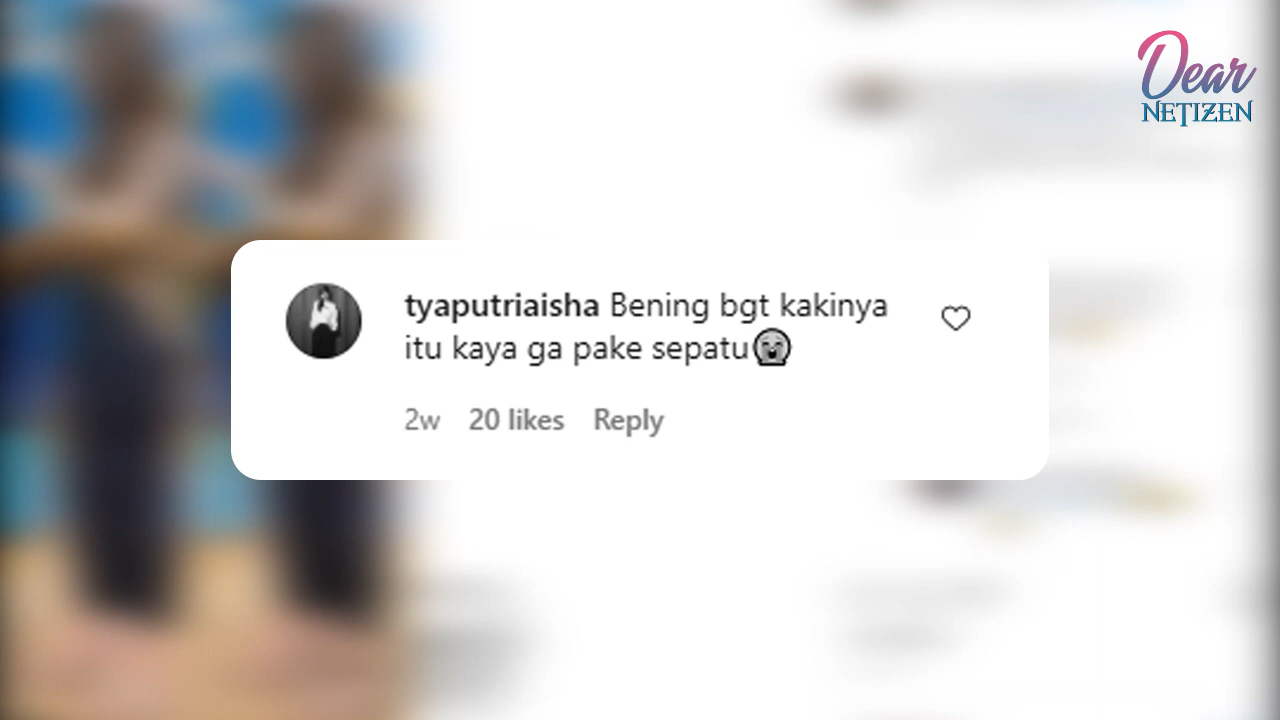 Dear
NETIZEN
tyaputriaisha Bening bgt kakinya
itu kaya ga pake sepatu😭
2w 20 likes Reply